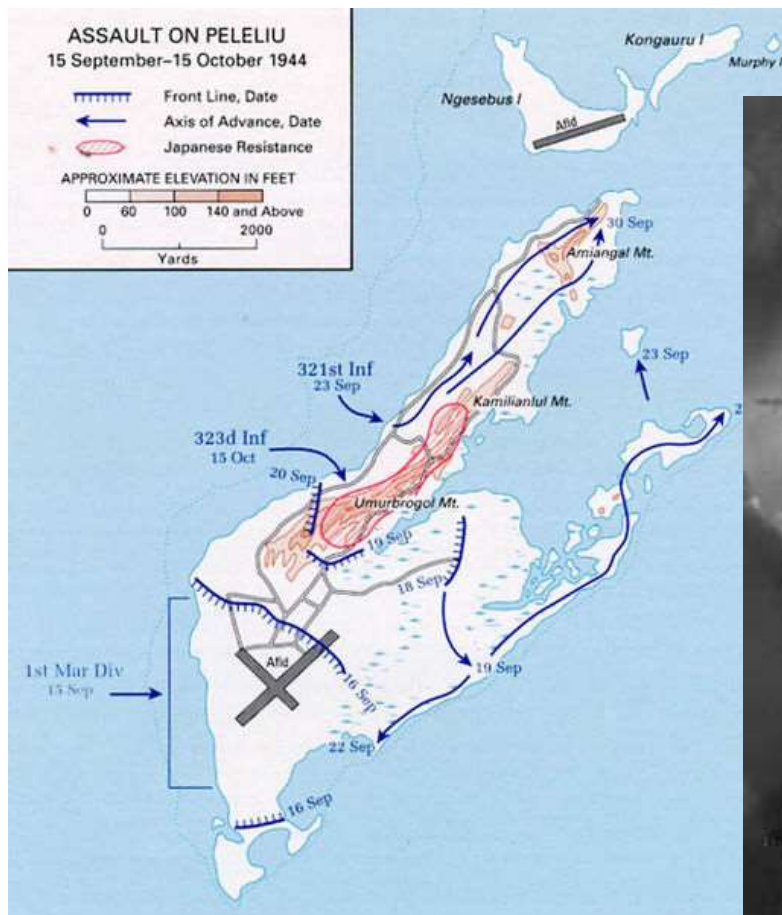 ASSAULT ON PELELIU
15 September–15 October 1944
Front Line, Date
Axis of Advance, Date
Japanese Resistance
APPROXIMATE ELEVATION IN FEET
0 60 100 140 and Above
0 2000
Yards
Kongauru I
Murphy I
Ngesebus I
Afld
30 Sep
Amiangal Mt.
321st Inf
23 Sep
23 Sep
Kamilianlul Mt.
323d Inf
15 Oct
20 Sep
Umurbrogol Mt.
19 Sep
18 Sep
Afld
1st Mar Div
15 Sep
16 Sep
19 Sep
22 Sep
16 Sep